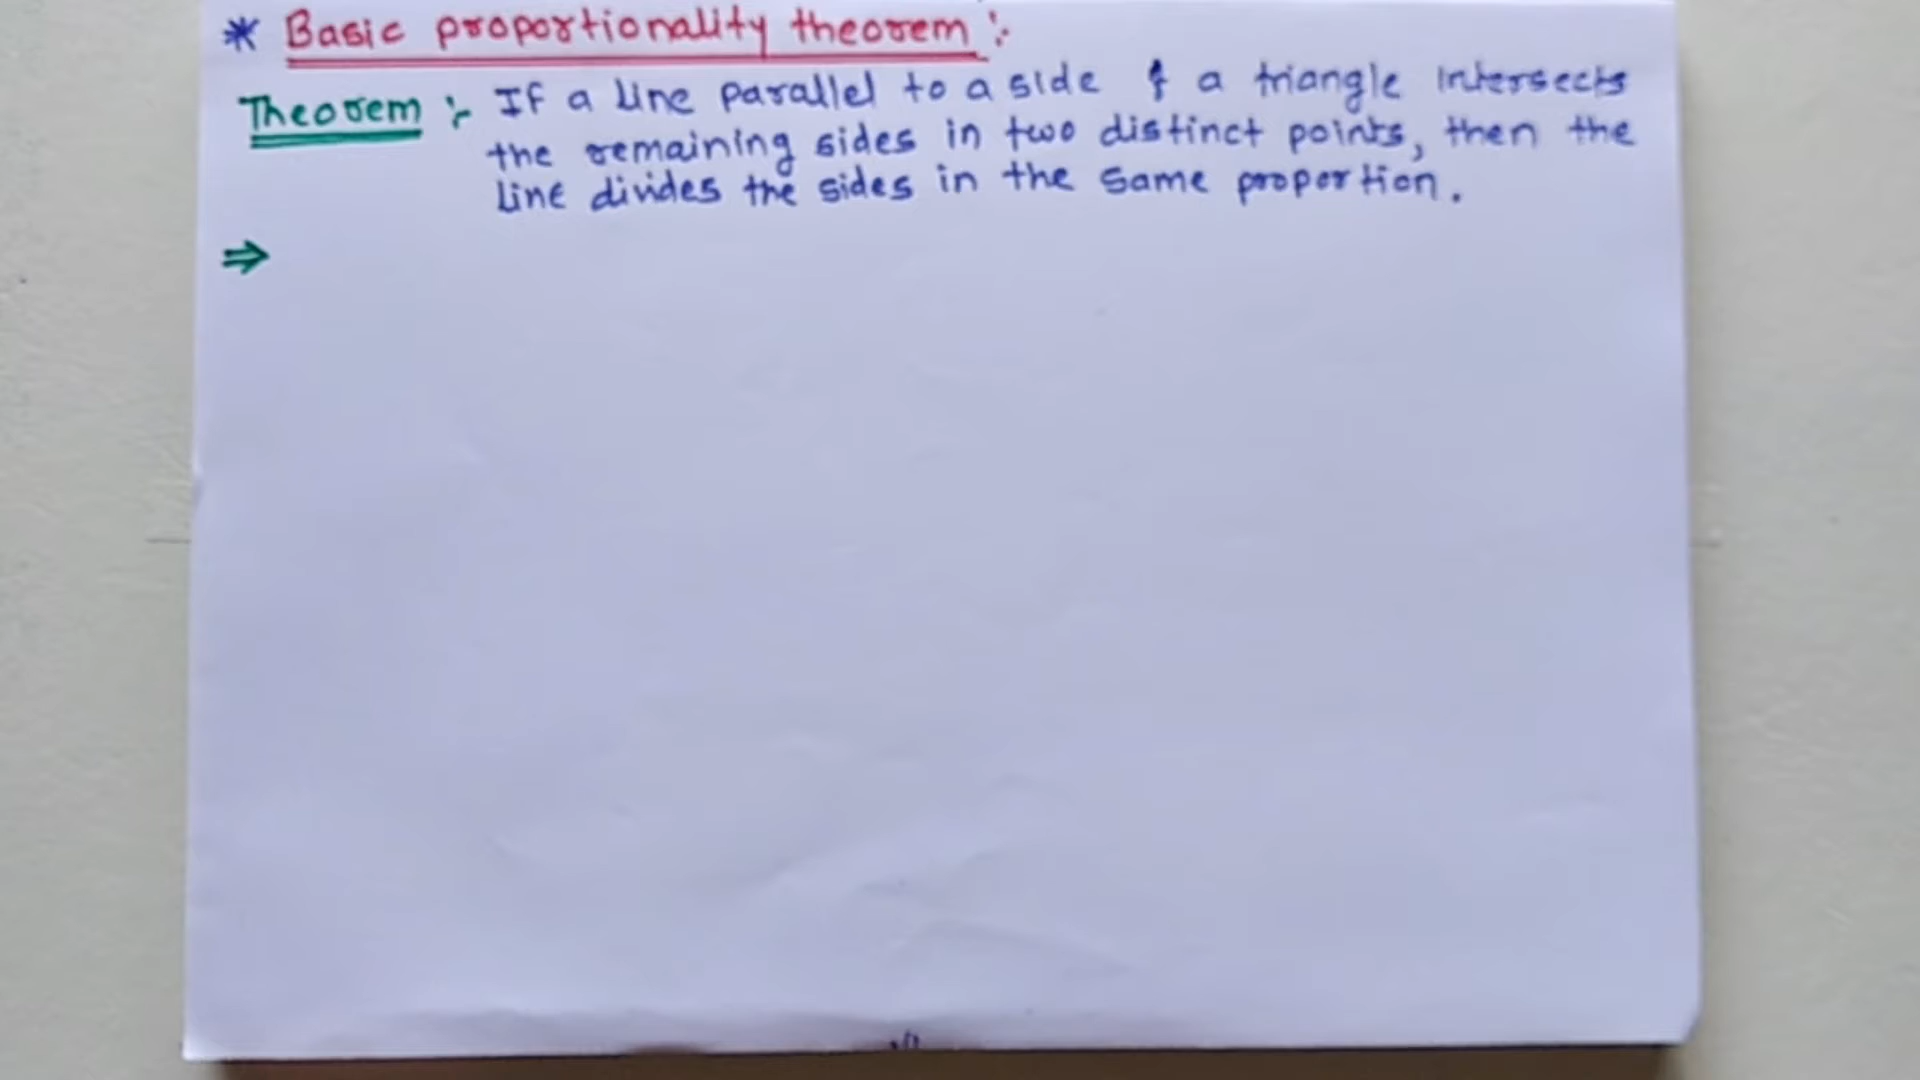 * Basic proportionality theorem :-
Theorem :- If a line parallel to a side of a triangle intersects
the remaining sides in two distinct points, then the
line divides the sides in the same proportion.
⇒